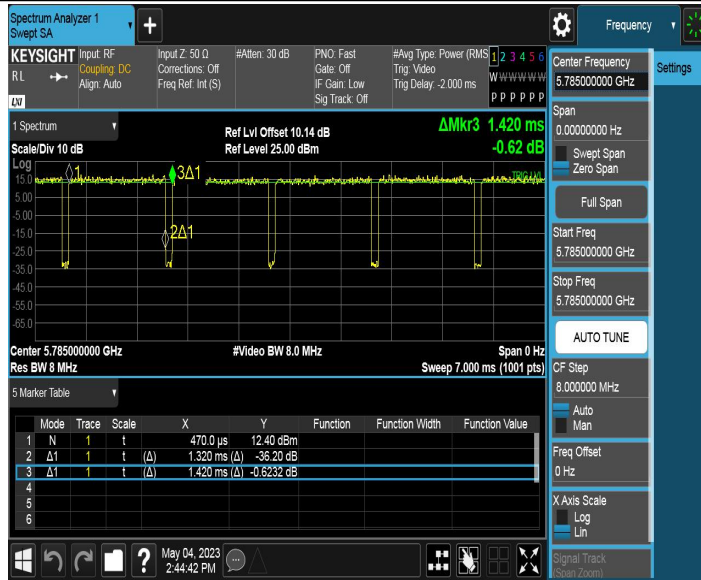 Spectrum Analyzer 1
Swept SA
+
Frequency
KEYSIGHT Input: RF Input Z: 50 Ω #Atten: 30 dB PNO: Fast #Avg Type: Power (RMS 1 2 3 4 5 6
RL Coupling: DC Corrections: Off Gate: Off Trig: Video W W W W W W
Align: Auto Freq Ref: Int (S) IF Gain: Low Trig Delay: -2.000 ms
LXI Sig Track: Off P P P P P P
1 Spectrum Ref Lvl Offset 10.14 dB ΔMkr3 1.420 ms
Scale/Div 10 dB Ref Level 25.00 dBm -0.62 dB
Log
15.0 1 3Δ1 TRIG LVL
5.00
-5.00
-15.0 2Δ1
-25.0
-35.0
-45.0
-55.0
-65.0
Center 5.785000000 GHz #Video BW 8.0 MHz Span 0 Hz
Res BW 8 MHz Sweep 7.000 ms (1001 pts)
5 Marker Table
Mode Trace Scale X Y Function Function Width Function Value
1 N 1 t 470.0 µs 12.40 dBm
2 Δ1 1 t (Δ) 1.320 ms (Δ) -36.20 dB
3 Δ1 1 t (Δ) 1.420 ms (Δ) -0.6232 dB
4
5
6
? May 04, 2023
2:44:42 PM
Center Frequency
5.785000000 GHz
Settings
Span
0.00000000 Hz
Swept Span
Zero Span
Full Span
Start Freq
5.785000000 GHz
Stop Freq
5.785000000 GHz
AUTO TUNE
CF Step
8.000000 MHz
Auto
Man
Freq Offset
0 Hz
X Axis Scale
Log
Lin
Signal Track
(Span Zoom)